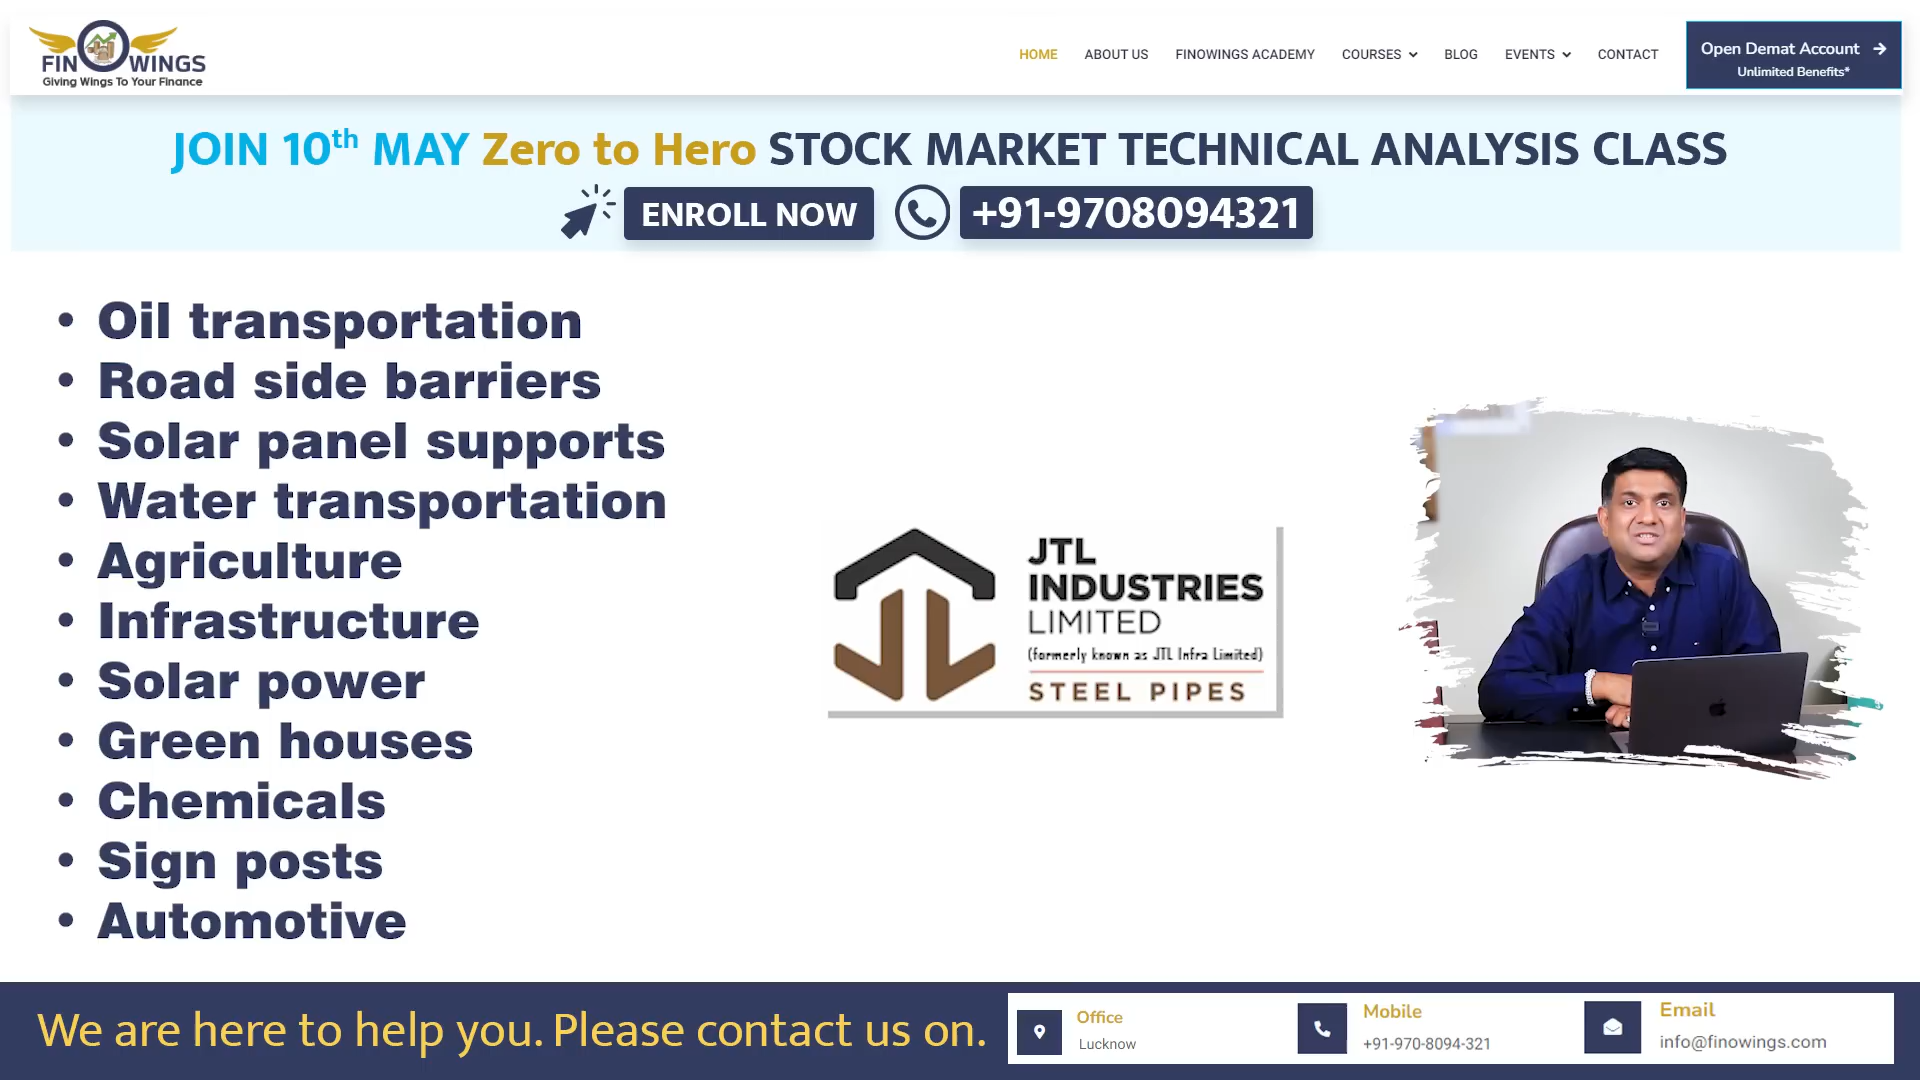 FINOWINGS
Giving Wings To Your Finance
HOME ABOUT US FINOWINGS ACADEMY COURSES BLOG EVENTS CONTACT
Open Demat Account
Unlimited Benefits*
JOIN 10th MAY Zero to Hero STOCK MARKET TECHNICAL ANALYSIS CLASS
ENROLL NOW +91-9708094321
• Oil transportation
• Road side barriers
• Solar panel supports
• Water transportation
• Agriculture
• Infrastructure
• Solar power
• Green houses
• Chemicals
• Sign posts
• Automotive
JTL
INDUSTRIES
LIMITED
(formerly known as JTL Infra Limited)
STEEL PIPES
We are here to help you. Please contact us on.
Office
Lucknow
Mobile
+91-970-8094-321
Email
info@finowings.com